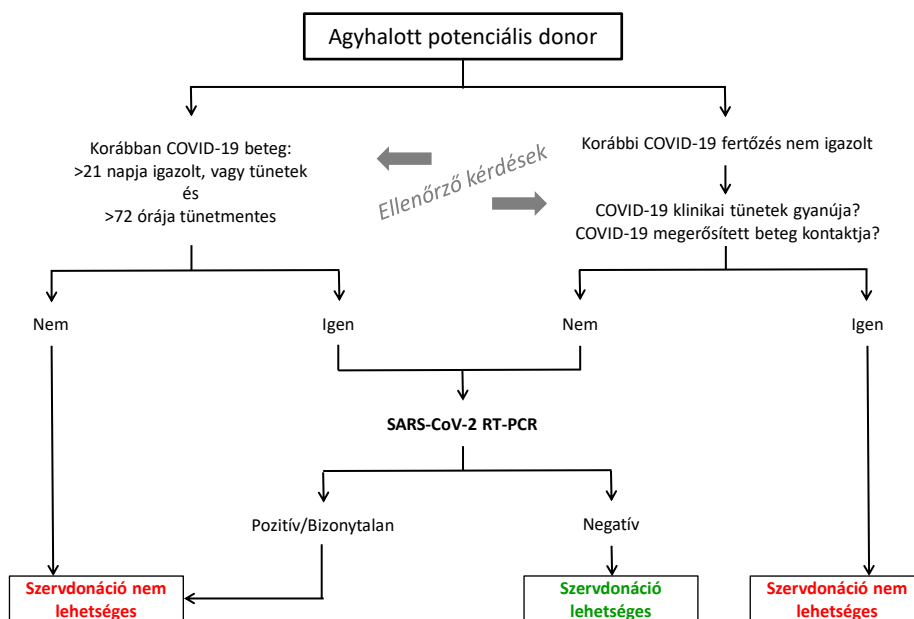 Agyhalott potenciális donor
Korábban COVID-19 beteg:
>21 napja igazolt, vagy tünetek
és
>72 órája tünetmentes
Ellenőrző kérdések
Korábbi COVID-19 fertőzés nem igazolt
COVID-19 klinikai tünetek gyanúja?
COVID-19 megerősített beteg kontaktja?
Nem
Igen
Nem
Igen
SARS-CoV-2 RT-PCR
Pozitív/Bizonytalan
Negatív
Szervdonáció nem
lehetséges
Szervdonáció
lehetséges
Szervdonáció nem
lehetséges